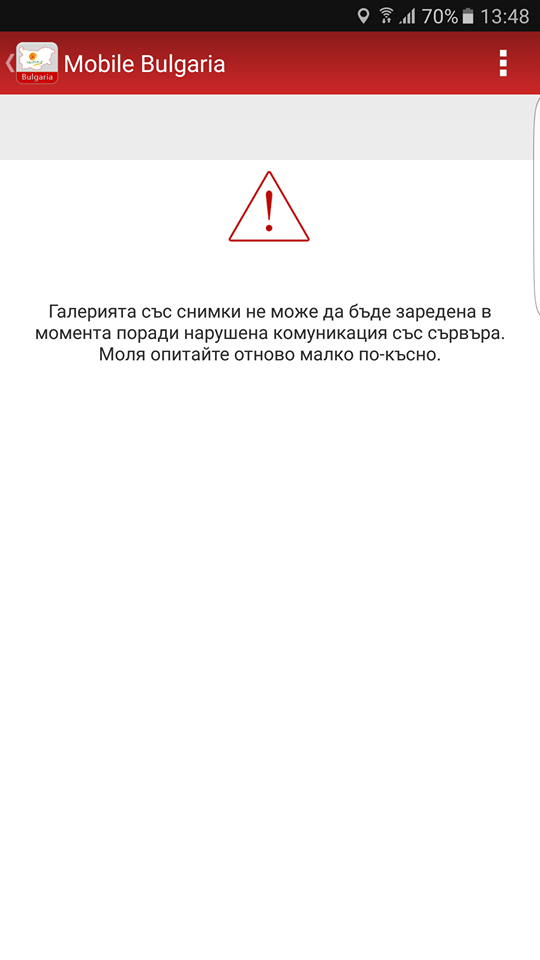 70% 13:48
Bulgaria
Mobile Bulgaria
Галерията със снимки не може да бъде заредена в
момента поради нарушена комуникация със сървъра.
Моля опитайте отново малко по-късно.